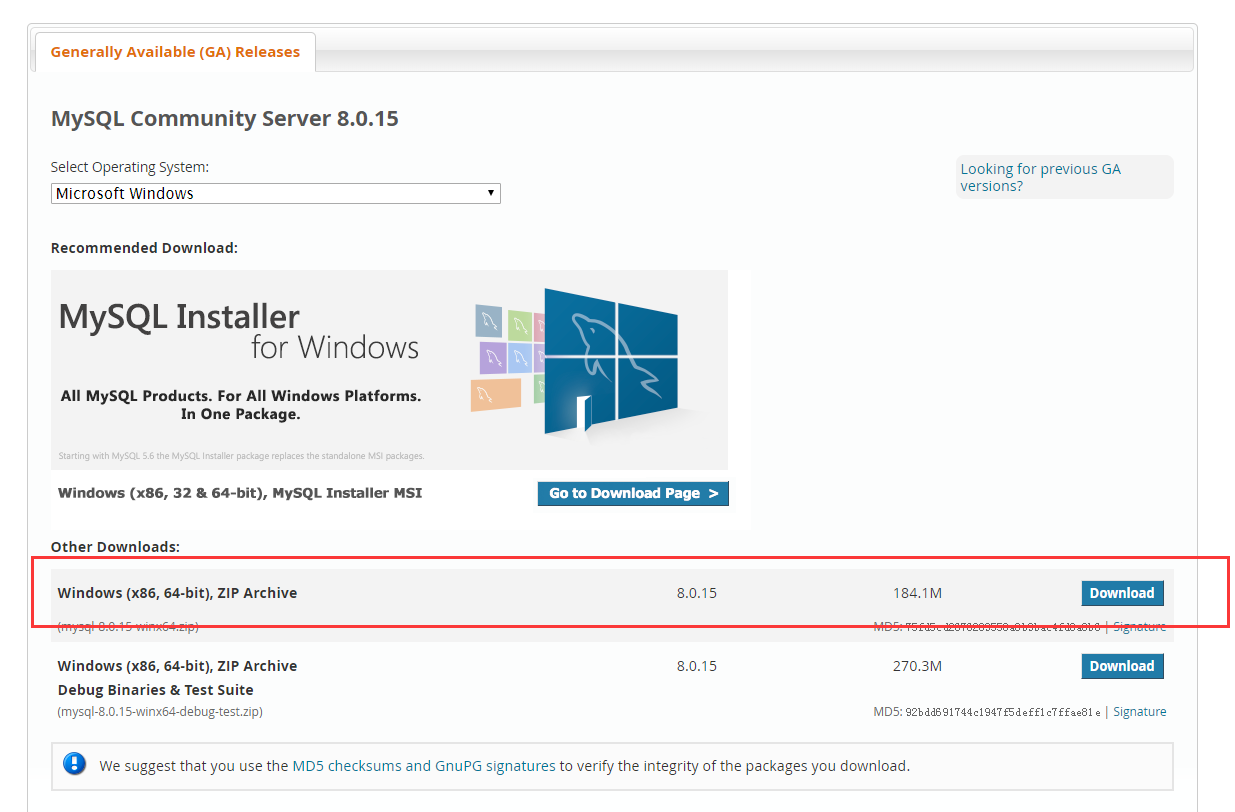 Generally Available (GA) Releases
MySQL Community Server 8.0.15
Select Operating System:
Looking for previous GA
versions?
Microsoft Windows
Recommended Download:
MySQL Installer
for Windows
All MySQL Products. For All Windows Platforms.
In One Package.
Starting with MySQL 5.6 the MySQL Installer package replaces the standalone MSI packages.
Windows (x86, 32 & 64-bit), MySQL Installer MSI
Go to Download Page >
Other Downloads:
Windows (x86, 64-bit), ZIP Archive 8.0.15 184.1M Download
(mysql-8.0.15-winx64.zip) MD5: | Signature
Windows (x86, 64-bit), ZIP Archive 8.0.15 270.3M Download
Debug Binaries & Test Suite
(mysql-8.0.15-winx64-debug-test.zip) MD5: 92bdd691744c1947f5deff1c7ffae81e | Signature
We suggest that you use the MD5 checksums and GnuPG signatures to verify the integrity of the packages you download.